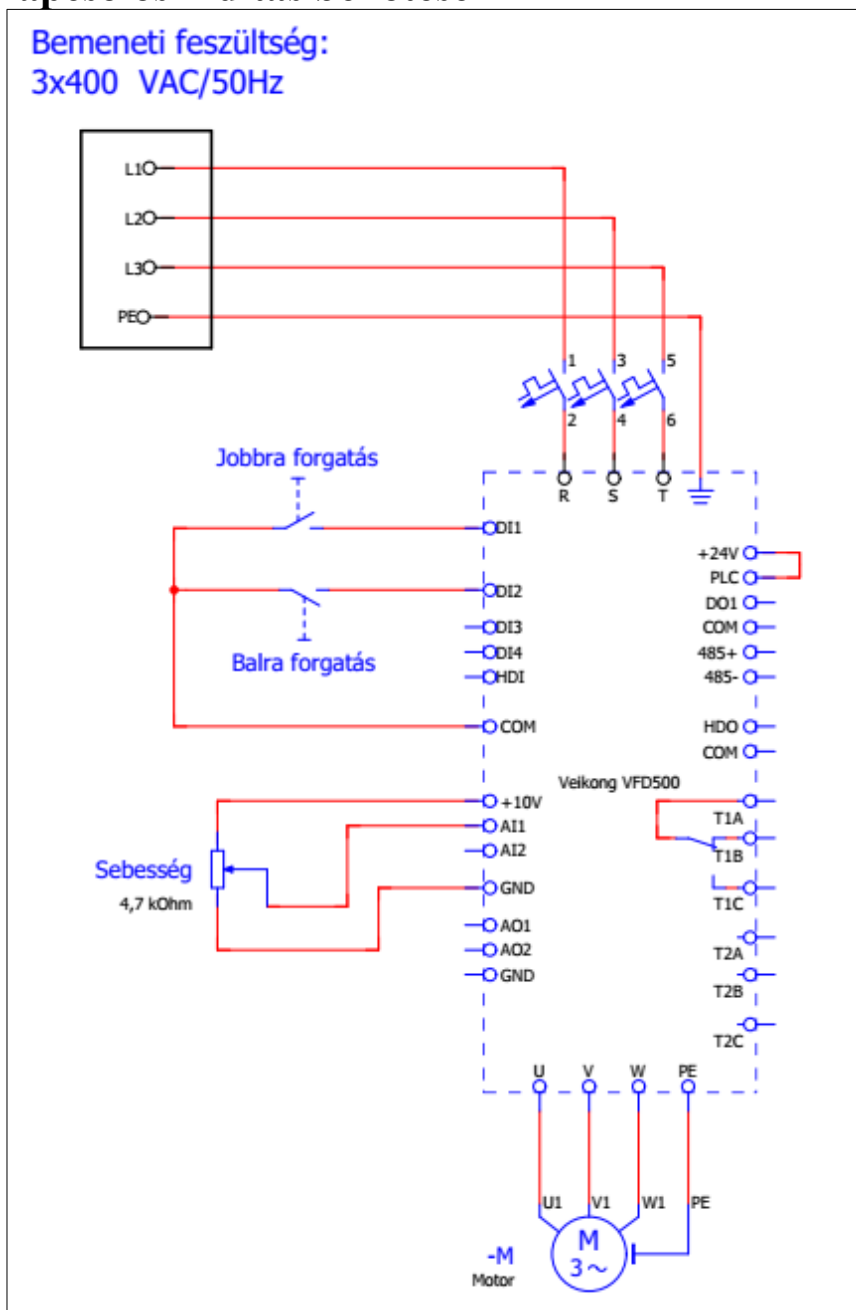 Bemeneti feszültség:
3x400 VAC/50Hz
L1
L2
L3
PE
1 3 5
2 4 6
R S T
Jobbra forgatás
DI1
DI2
DI3
DI4
HDI
Balra forgatás
COM
+24V
PLC
DO1
COM
485+
485-
HDO
COM
Veikong VFD500
+10V
AI1
AI2
GND
AO1
AO2
GND
Sebesség
4,7 kOhm
T1A
T1B
T1C
T2A
T2B
T2C
U V W PE
U1 V1 W1 PE
M
3~
-M
Motor